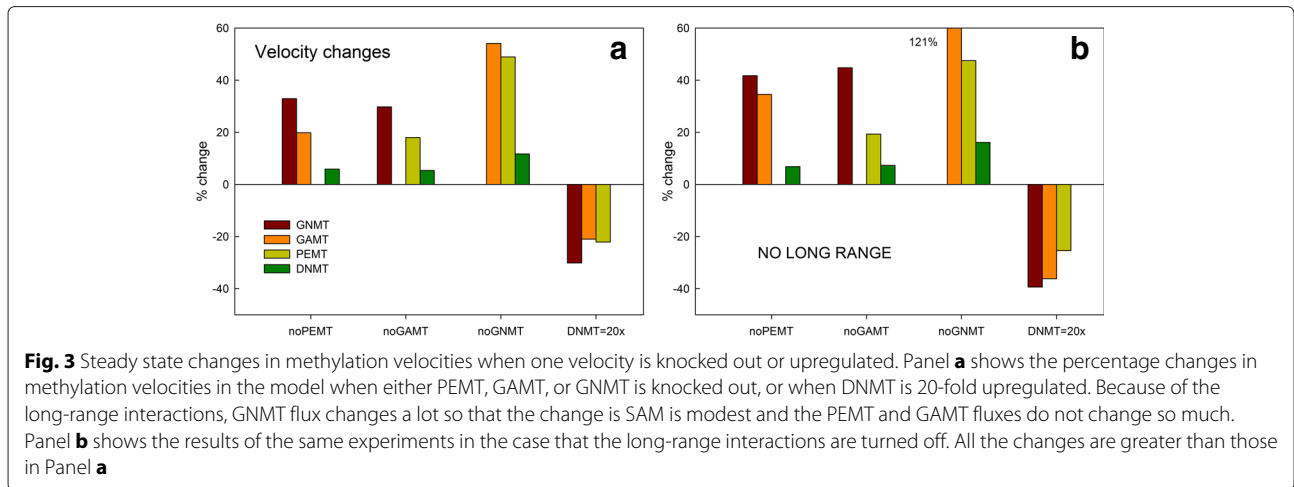 60
40
20
0
-20
-40
% change
Velocity changes
a
GNMT
GAMT
PEMT
DNMT
noPEMT
noGAMT
noGNMT
DNMT=20x
60
40
20
0
-20
-40
% change
121%
b
NO LONG RANGE
noPEMT
noGAMT
noGNMT
DNMT=20x
Fig. 3 Steady state changes in methylation velocities when one velocity is knocked out or upregulated. Panel a shows the percentage changes in
methylation velocities in the model when either PEMT, GAMT, or GNMT is knocked out, or when DNMT is 20-fold upregulated. Because of the
long-range interactions, GNMT flux changes a lot so that the change is SAM is modest and the PEMT and GAMT fluxes do not change so much.
Panel b shows the results of the same experiments in the case that the long-range interactions are turned off. All the changes are greater than those
in Panel a